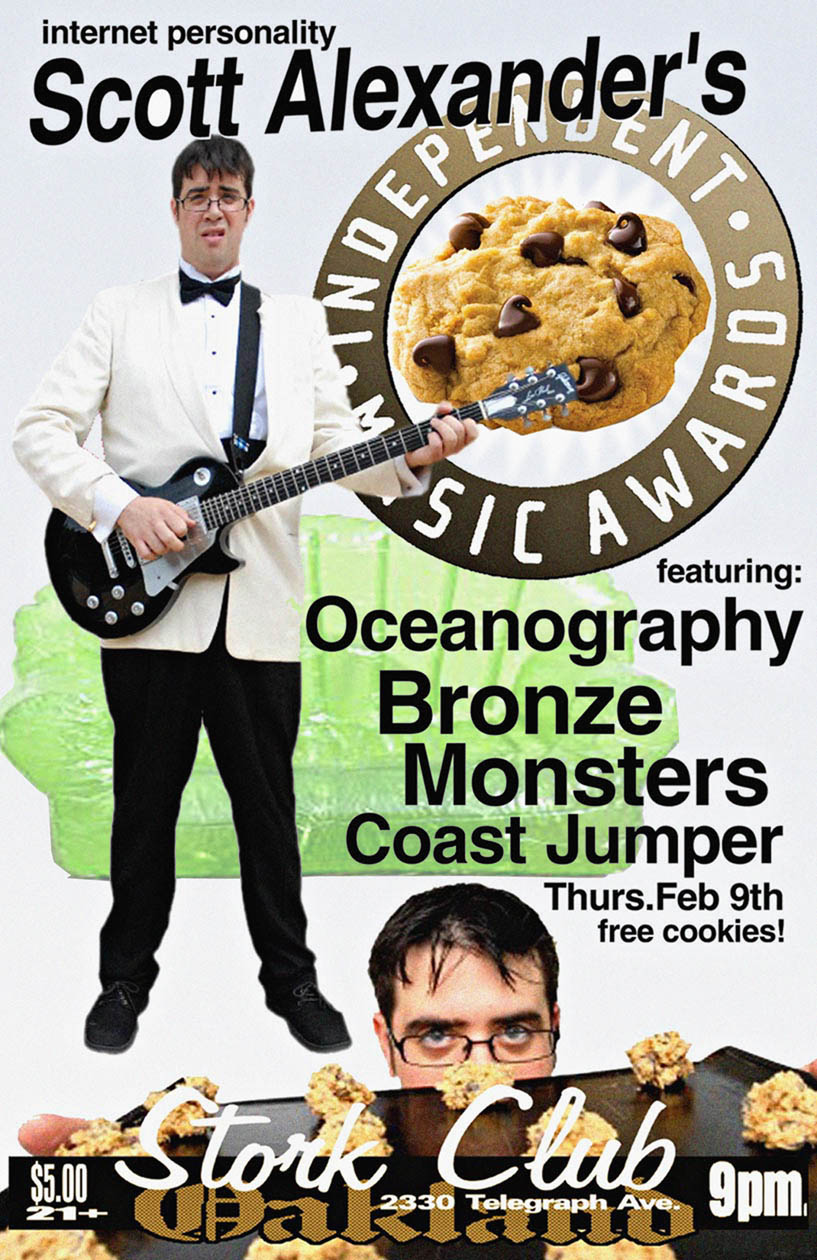 internet personality
Scott Alexander's
INDEPENDENT
MUSIC AWARDS
featuring:
Oceanography
Bronze
Monsters
Coast Jumper
Thurs.Feb 9th
free cookies!
Stork Club
$5.00
21+
2330 Telegraph Ave.
9pm.
Oakland